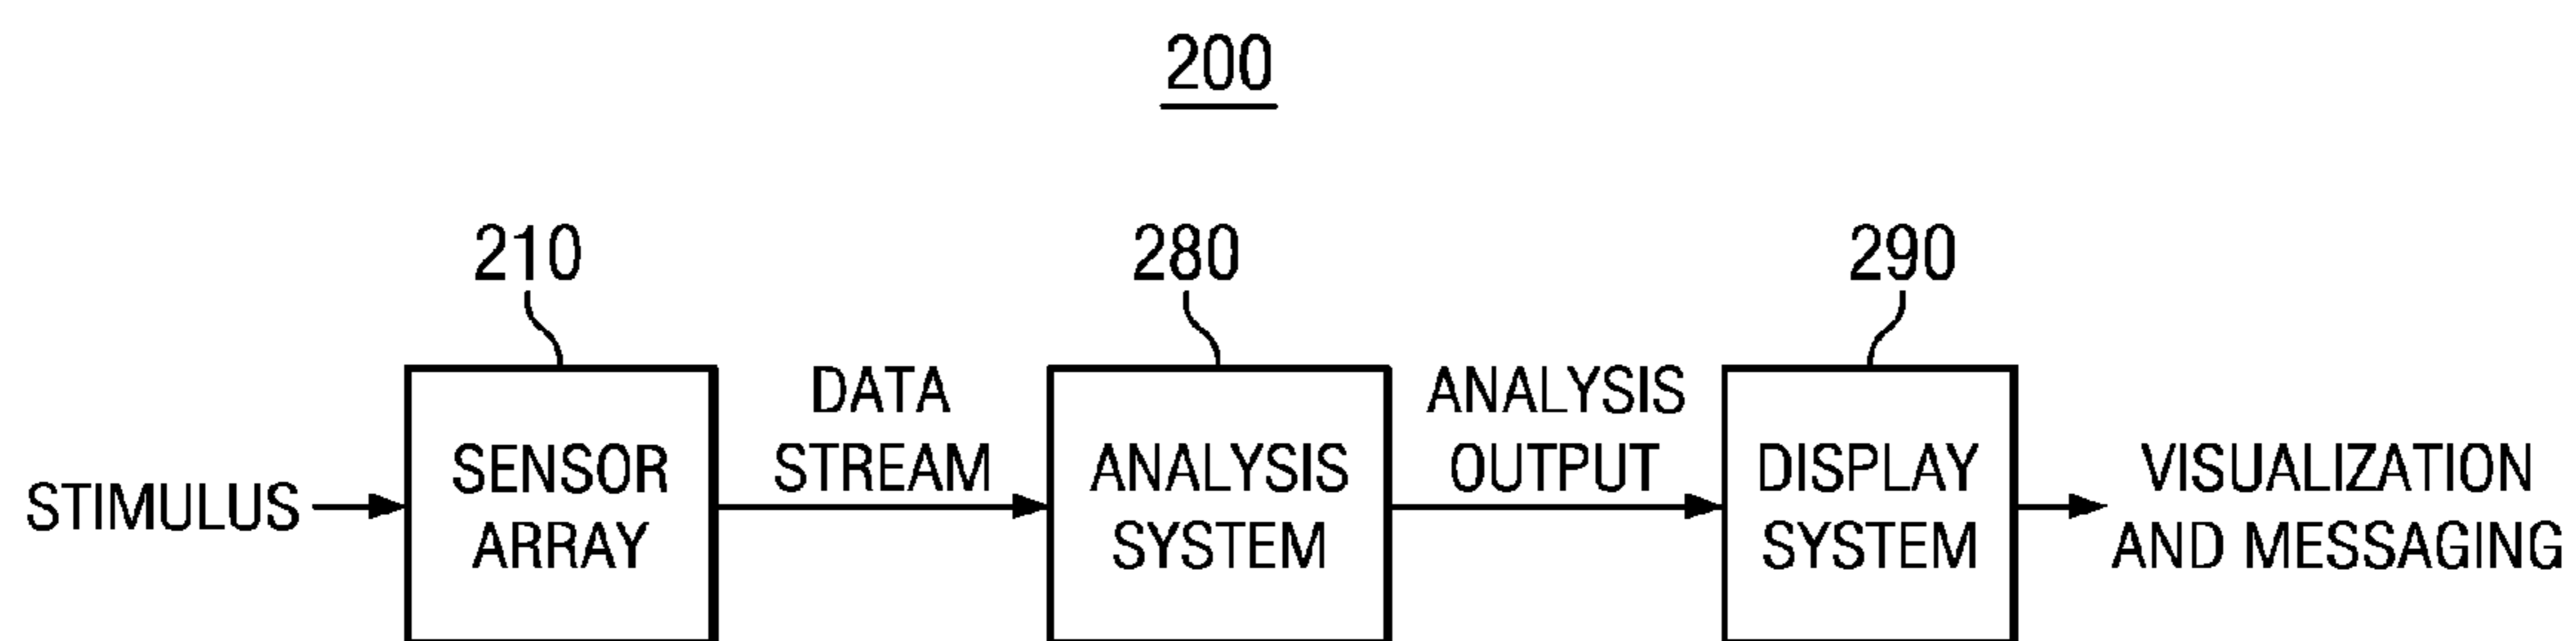 200
210
280
290
STIMULUS
SENSOR
ARRAY
DATA
STREAM
ANALYSIS
SYSTEM
ANALYSIS
OUTPUT
DISPLAY
SYSTEM
VISUALIZATION
AND MESSAGING